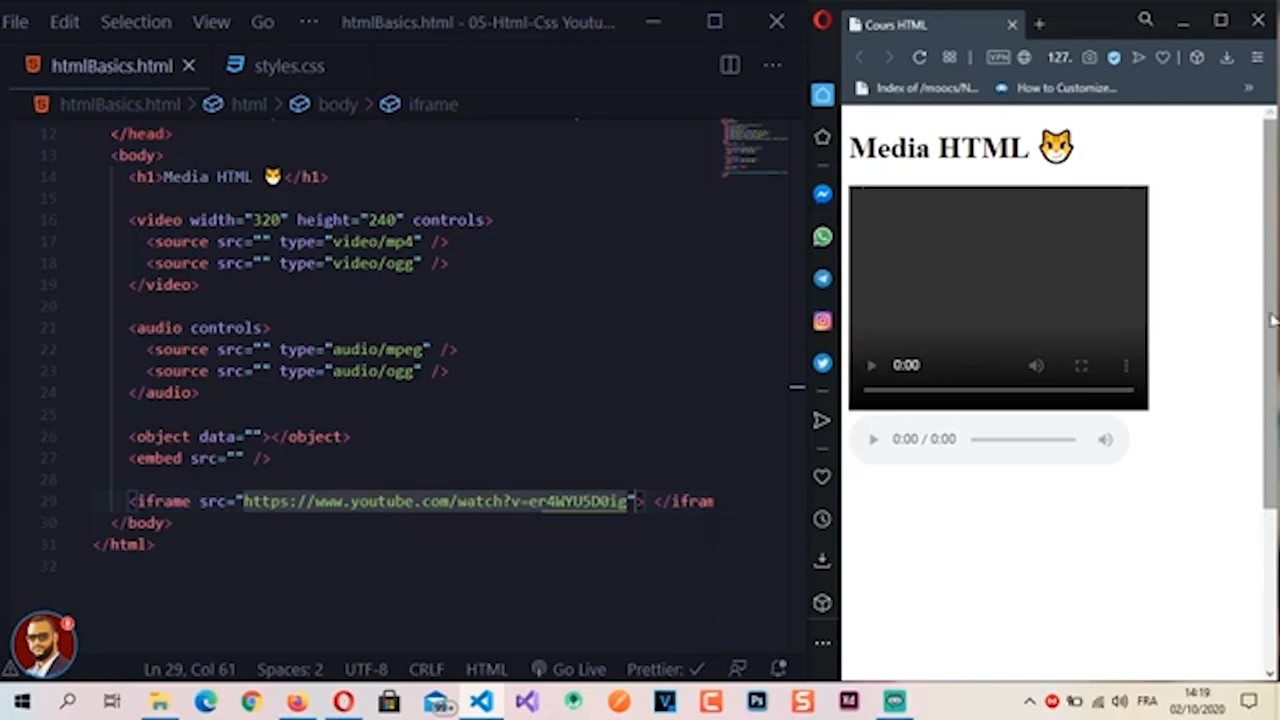 File Edit Selection View Go ··· htmlBasics.html - 05-Html-Css Youtu...
htmlBasics.html styles.css ···
htmlBasics.html > html > body > iframe
12 </head>
13 <body>
14 <h1>Media HTML 😼</h1>
15
16 <video width="320" height="240" controls>
17 <source src="" type="video/mp4" />
18 <source src="" type="video/ogg" />
19 </video>
20
21 <audio controls>
22 <source src="" type="audio/mpeg" />
23 <source src="" type="audio/ogg" />
24 </audio>
25
26 <object data=""></object>
27 <embed src="" />
28
29 <iframe src="https://www.youtube.com/watch?v=er4WYU5D0ig"> </ifram
30 </body>
31 </html>
32
Ln 29, Col 61 Spaces: 2 UTF-8 CRLF HTML Go Live Prettier: ✓
Cours HTML
VPN 127.
Index of /moocs/N... How to Customize... »
Media HTML 😼
0:00
0:00 / 0:00
99+
FRA 14:19
02/10/2020